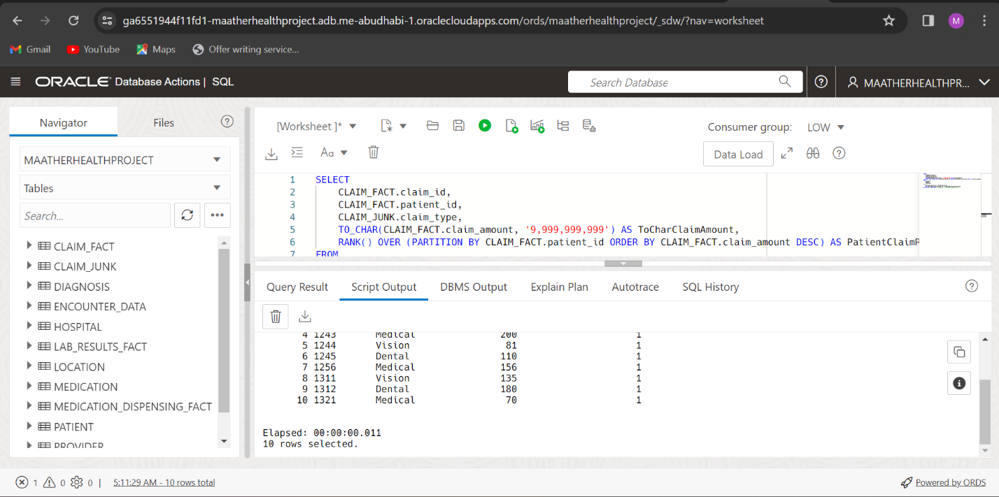 ga6551944f11fd1-maatherhealthproject.adb.me-abudhabi-1.oraclecloudapps.com/ords/maatherhealthproject/_sdw/?nav=worksheet
M
Gmail YouTube Maps Offer writing service...
ORACLE Database Actions | SQL
Search Database
MAATHERHEALTHPR...
Navigator
Files
MAATHERHEALTHPROJECT
Tables
Search...
CLAIM_FACT
CLAIM_JUNK
DIAGNOSIS
ENCOUNTER_DATA
HOSPITAL
LAB_RESULTS_FACT
LOCATION
MEDICATION
MEDICATION_DISPENSING_FACT
PATIENT
PROVIDER
[Worksheet ]*
Consumer group: LOW
Aa
Data Load
1 SELECT
2 CLAIM_FACT.claim_id,
3 CLAIM_FACT.patient_id,
4 CLAIM_JUNK.claim_type,
5 TO_CHAR(CLAIM_FACT.claim_amount, '9,999,999,999') AS ToCharClaimAmount,
6 RANK() OVER (PARTITION BY CLAIM_FACT.patient_id ORDER BY CLAIM_FACT.claim_amount DESC) AS PatientClaimR
7 FROM
Query Result Script Output DBMS Output Explain Plan Autotrace SQL History
4 1243 Medical 200 1
5 1244 Vision 81 1
6 1245 Dental 110 1
7 1256 Medical 156 1
8 1311 Vision 135 1
9 1312 Dental 180 1
10 1321 Medical 70 1
Elapsed: 00:00:00.011
10 rows selected.
1 0 0 | 5:11:29 AM - 10 rows total
Powered by ORDS